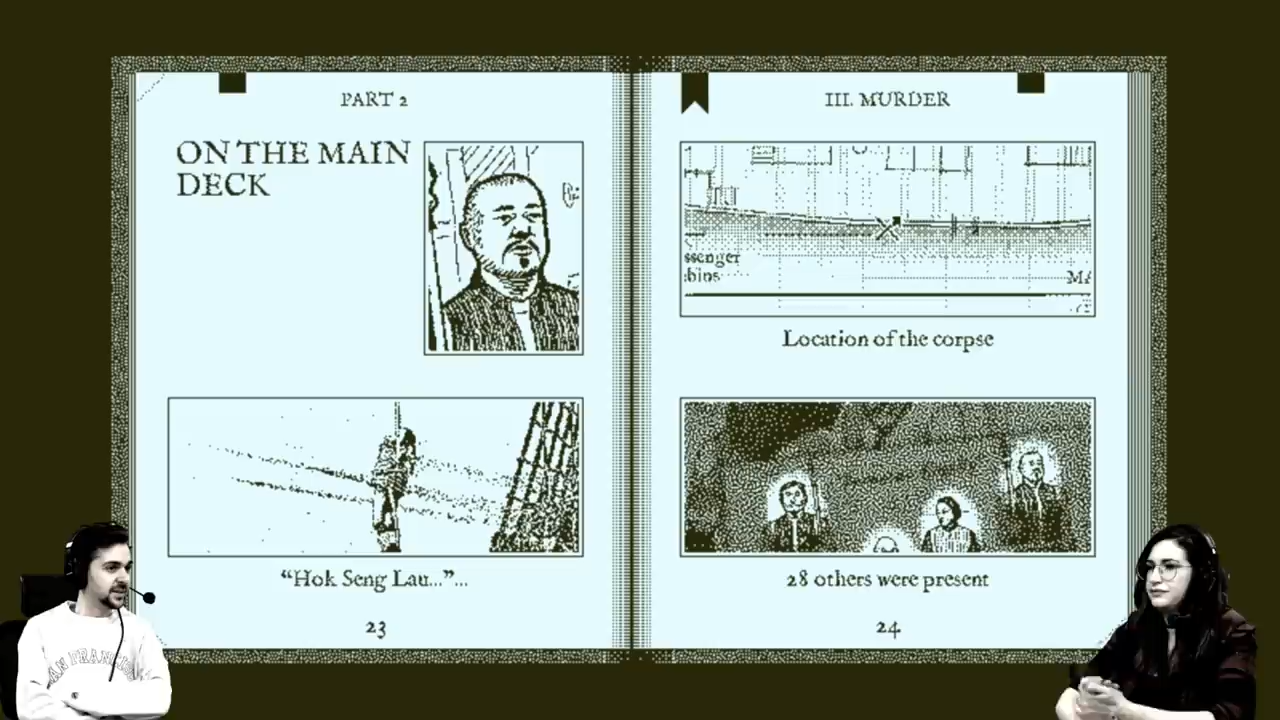 PART 2
ON THE MAIN
DECK
"Hok Seng Lau..."...
23
III. MURDER
ssenger
bins
Location of the corpse
28 others were present
24